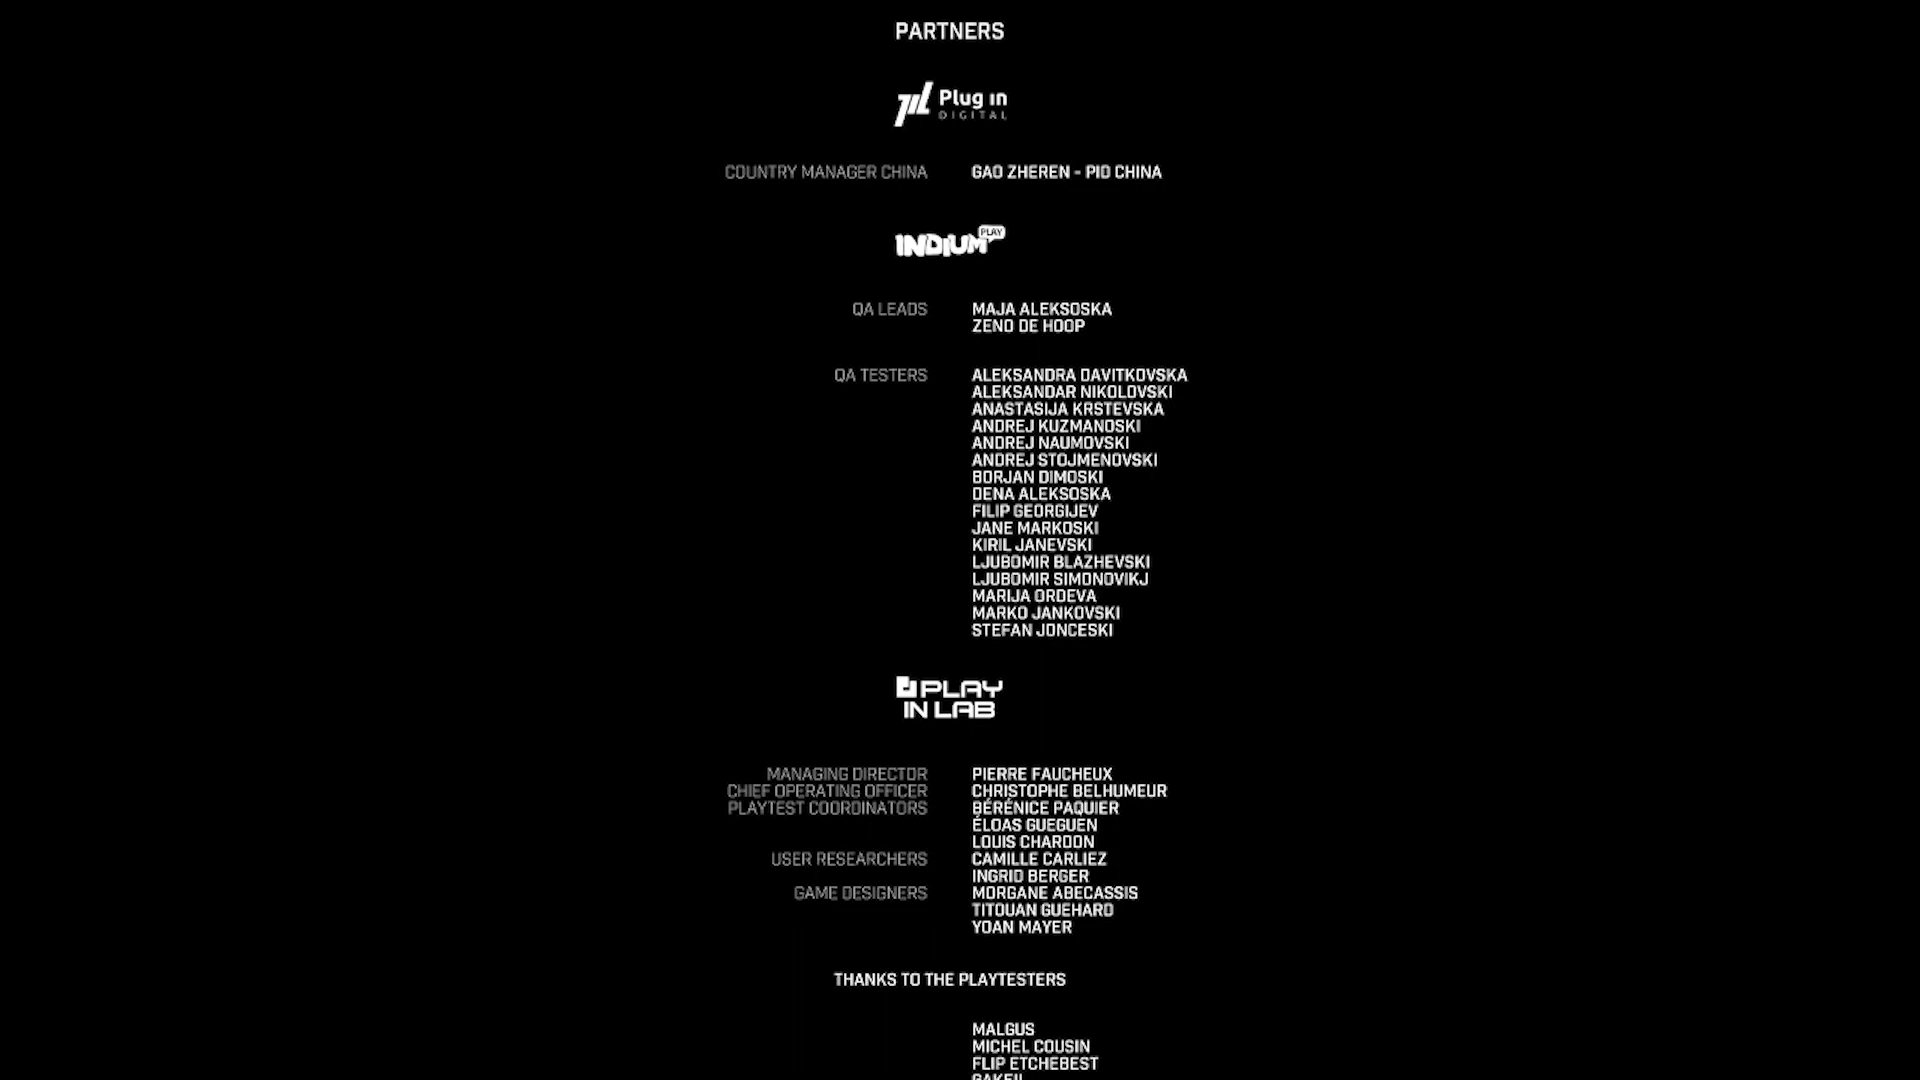 PARTNERS
Plug in
DIGITAL
COUNTRY MANAGER CHINA GAO ZHEREN - PID CHINA
INDIUM PLAY
QA LEADS MAJA ALEKSOSKA
ZENO DE HOOP
QA TESTERS ALEKSANDRA DAVITKOVSKA
ALEKSANDAR NIKOLOVSKI
ANASTASIJA KRSTEVSKA
ANDREJ KUZMANOSKI
ANDREJ NAUMOVSKI
ANDREJ STOJMENOVSKI
BORJAN DIMOSKI
DENA ALEKSOSKA
FILIP GEORGIJEV
JANE MARKOSKI
KIRIL JANEVSKI
LJUBOMIR BLAZHEVSKI
LJUBOMIR SIMONOVIKJ
MARIJA ORDEVA
MARKO JANKOVSKI
STEFAN JONCESKI
PLAY
IN LAB
MANAGING DIRECTOR PIERRE FAUCHEUX
CHIEF OPERATING OFFICER CHRISTOPHE BELHUMEUR
PLAYTEST COORDINATORS BÉRÉNICE PAQUIER
ÉLOAS GUEGUEN
LOUIS CHARDON
USER RESEARCHERS CAMILLE CARLIEZ
INGRID BERGER
GAME DESIGNERS MORGANE ABECASSIS
TITOUAN GUEHARD
YOAN MAYER
THANKS TO THE PLAYTESTERS
MALGUS
MICHEL COUSIN
FLIP ETCHEBEST